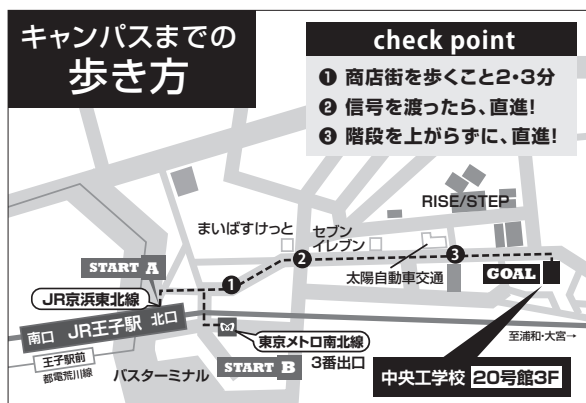 キャンパスまでの
歩き方
check point
❶ 商店街を歩くこと2・3分
❷ 信号を渡ったら、直進!
❸ 階段を上がらずに、直進!
RISE/STEP
まいばすけっと
セブン
イレブン
START A
❶
❷
❸
太陽自動車交通
GOAL
JR京浜東北線
南口 JR王子駅 北口
王子駅前
都電荒川線
バスターミナル
東京メトロ南北線
3番出口
START B
至浦和・大宮→
中央工学校 20号館3F